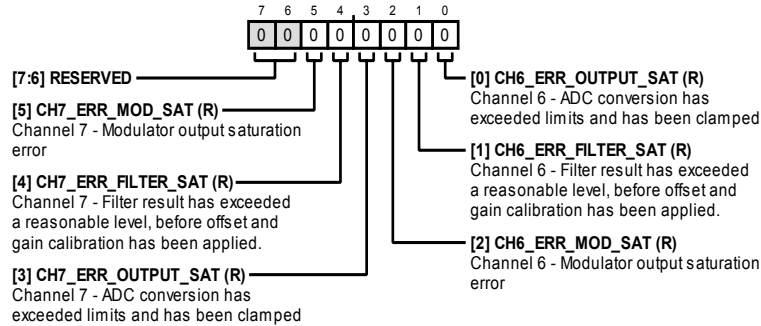 7 6 5 4 3 2 1 0
0 0 0 0 0 0 0 0
[7:6] RESERVED
[5] CH7_ERR_MOD_SAT (R)
Channel 7 - Modulator output saturation
error
[4] CH7_ERR_FILTER_SAT (R)
Channel 7 - Filter result has exceeded
a reasonable level, before offset and
gain calibration has been applied.
[3] CH7_ERR_OUTPUT_SAT (R)
Channel 7 - ADC conversion has
exceeded limits and has been clamped
[0] CH6_ERR_OUTPUT_SAT (R)
Channel 6 - ADC conversion has
exceeded limits and has been clamped
[1] CH6_ERR_FILTER_SAT (R)
Channel 6 - Filter result has exceeded
a reasonable level, before offset and
gain calibration has been applied.
[2] CH6_ERR_MOD_SAT (R)
Channel 6 - Modulator output saturation
error